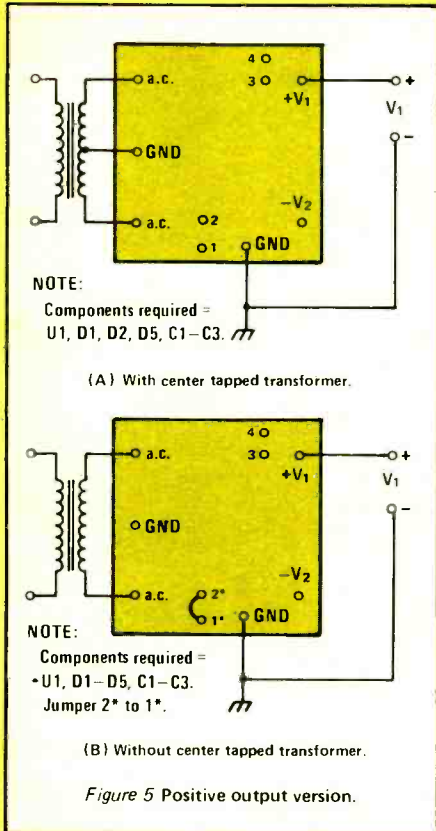 4
a.c.
3
+V1
+
V1
GND
-
-V2
a.c.
2
1
GND
NOTE:
Components required =
U1, D1, D2, D5, C1-C3.
(A) With center tapped transformer.
4
a.c.
3
+V1
+
V1
-
GND
-V2
a.c.
2*
1*
GND
NOTE:
Components required =
U1, D1-D5, C1-C3.
Jumper 2* to 1*.
(B) Without center tapped transformer.
Figure 5 Positive output version.